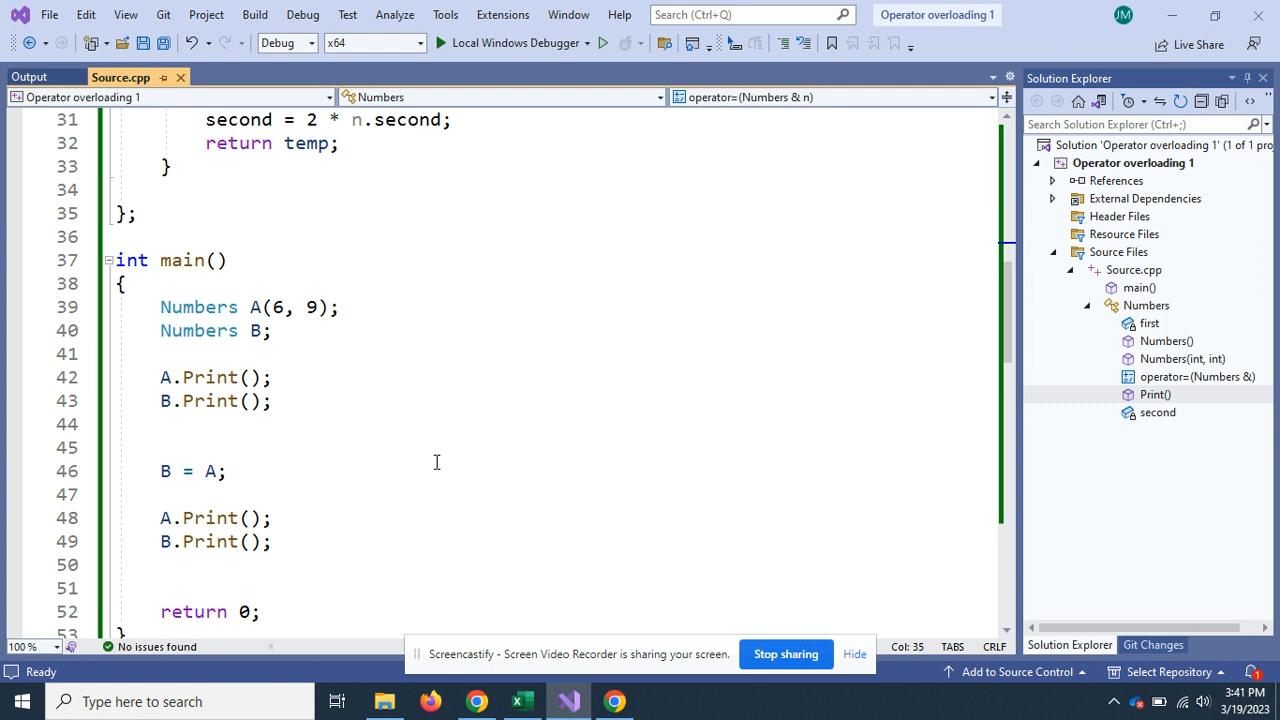 File Edit View Git Project Build Debug Test Analyze Tools Extensions Window Help Search (Ctrl+Q) Operator overloading 1 JM
Debug x64 Local Windows Debugger Live Share
Output Source.cpp Solution Explorer
Operator overloading 1 Numbers operator=(Numbers & n)
Search Solution Explorer (Ctrl+;)
31 second = 2 * n.second;
32 return temp;
33 }
34
35 };
36
37 int main()
38 {
39 Numbers A(6, 9);
40 Numbers B;
41
42 A.Print();
43 B.Print();
44
45
46 B = A;
47
48 A.Print();
49 B.Print();
50
51
52 return 0;
53 }
Solution 'Operator overloading 1' (1 of 1 pro
Operator overloading 1
References
External Dependencies
Header Files
Resource Files
Source Files
Source.cpp
main()
Numbers
first
Numbers()
Numbers(int, int)
operator=(Numbers &)
Print()
second
100 % No issues found Col: 35 TABS CRLF
Solution Explorer Git Changes
Screencastify - Screen Video Recorder is sharing your screen. Stop sharing Hide
Ready Add to Source Control Select Repository 1
Type here to search 3:41 PM
3/19/2023